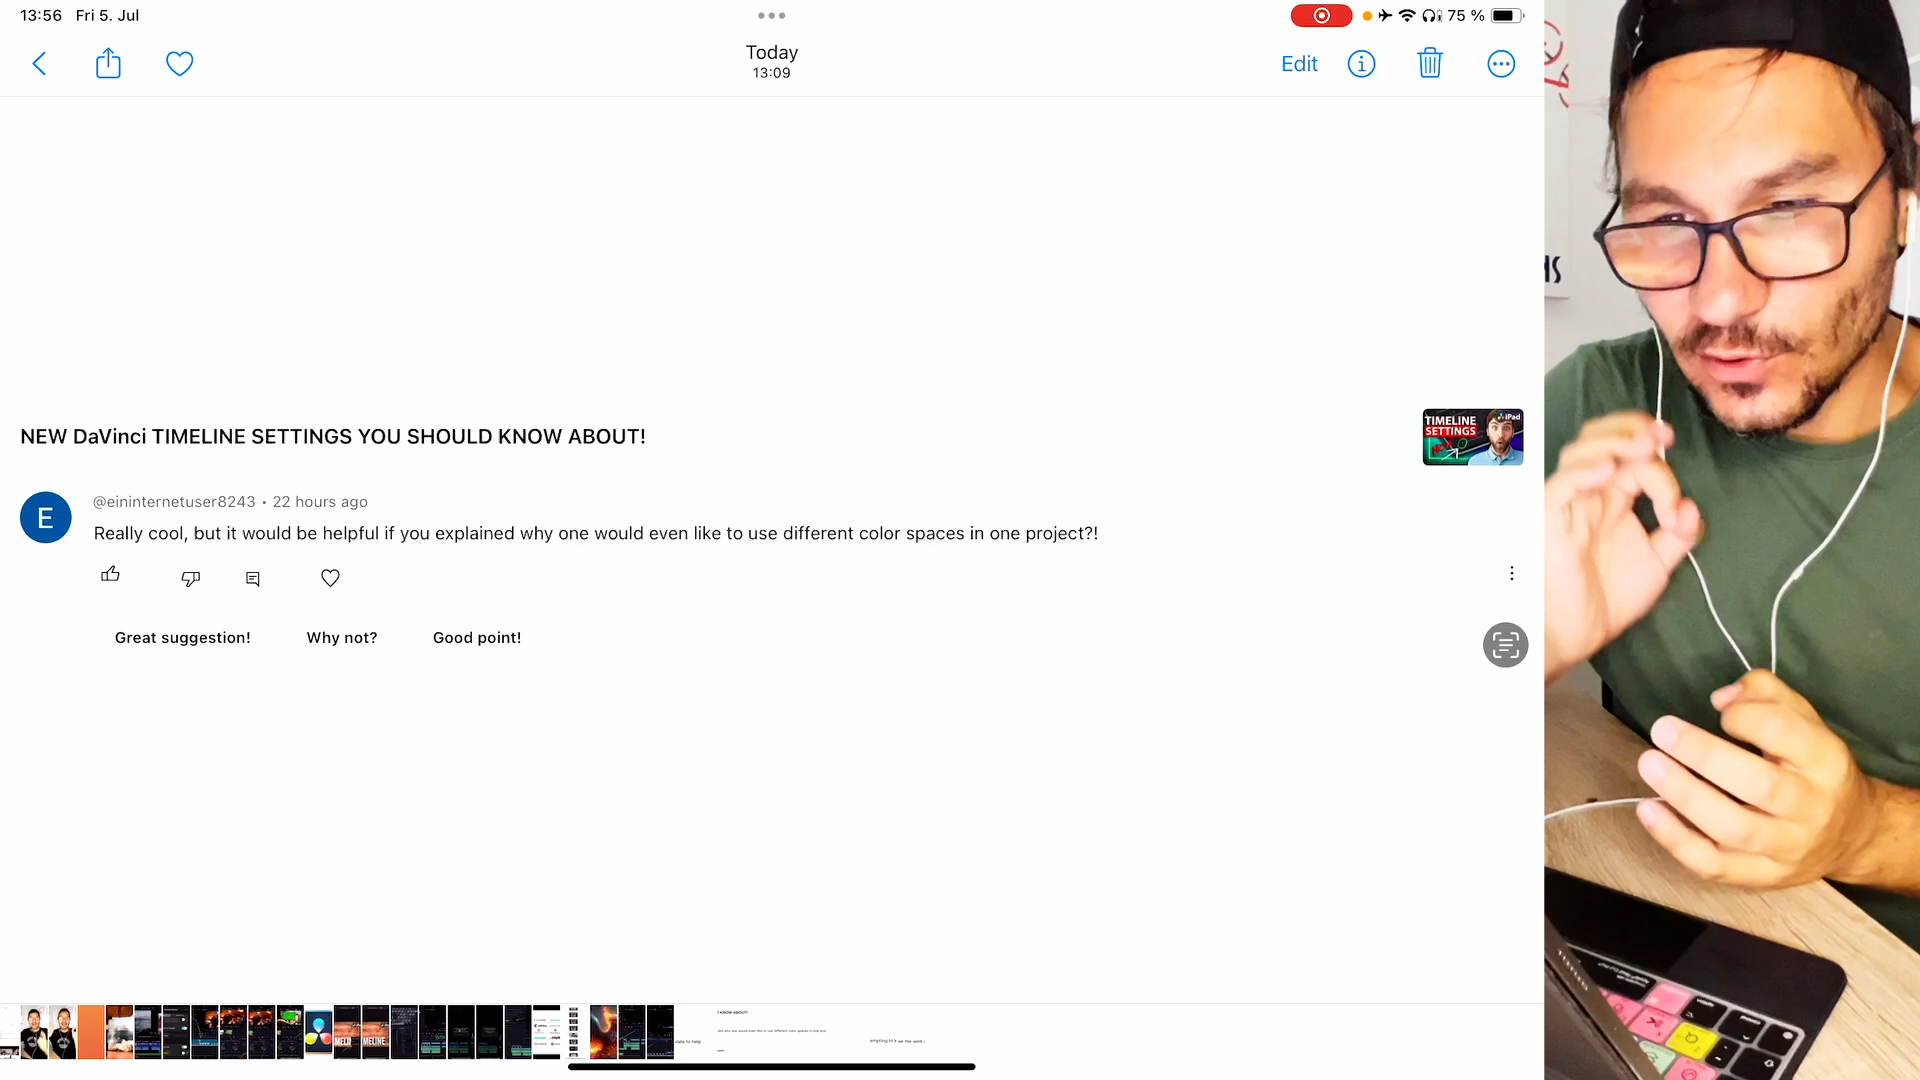 13:56 Fri 5. Jul
75 %
Today
13:09
Edit
NEW DaVinci TIMELINE SETTINGS YOU SHOULD KNOW ABOUT!
iPad
TIMELINE
SETTINGS
E
@eininternetuser8243 • 22 hours ago
Really cool, but it would be helpful if you explained why one would even like to use different color spaces in one project?!
Great suggestion!
Why not?
Good point!